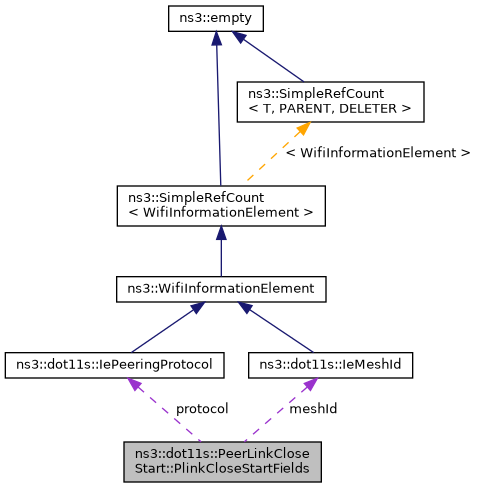 ns3::empty
ns3::SimpleRefCount
< T, PARENT, DELETER >
< WifiInformationElement >
ns3::SimpleRefCount
< WifiInformationElement >
ns3::WifiInformationElement
ns3::dot11s::IePeeringProtocol
ns3::dot11s::IeMeshId
protocol
meshId
ns3::dot11s::PeerLinkClose
Start::PlinkCloseStartFields